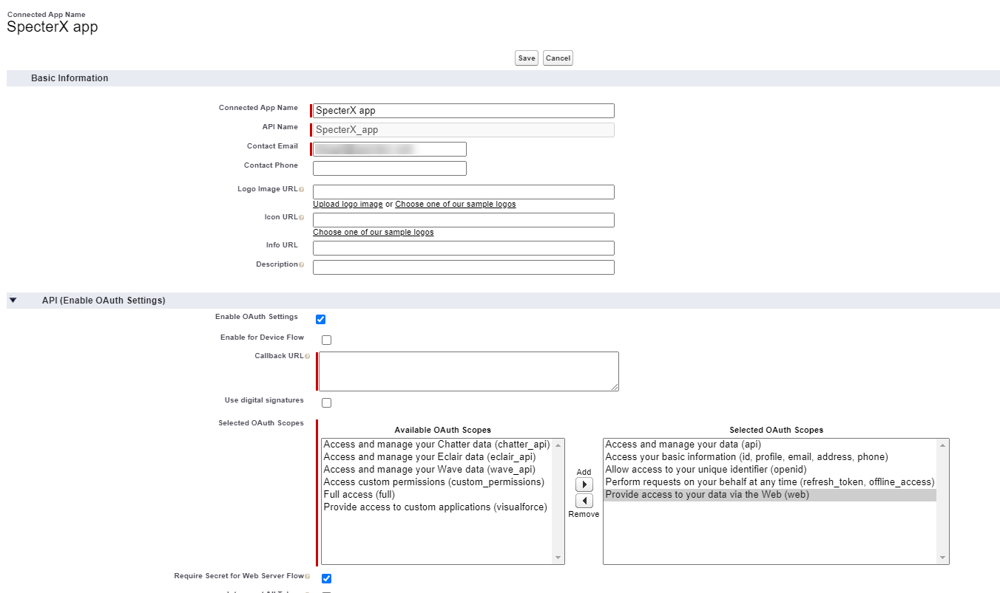 Connected App Name
SpecterX app
Save Cancel
Basic Information
Connected App Name SpecterX app
API Name SpecterX_app
Contact Email
Contact Phone
Logo Image URL
Upload logo image or Choose one of our sample logos
Icon URL
Choose one of our sample logos
Info URL
Description
API (Enable OAuth Settings)
Enable OAuth Settings
Enable for Device Flow
Callback URL
Use digital signatures
Selected OAuth Scopes
Available OAuth Scopes
Access and manage your Chatter data (chatter_api)
Access and manage your Eclair data (eclair_api)
Access and manage your Wave data (wave_api)
Access custom permissions (custom_permissions)
Full access (full)
Provide access to custom applications (visualforce)
Add
Remove
Selected OAuth Scopes
Access and manage your data (api)
Access your basic information (id, profile, email, address, phone)
Allow access to your unique identifier (openid)
Perform requests on your behalf at any time (refresh_token, offline_access)
Provide access to your data via the Web (web)
Require Secret for Web Server Flow